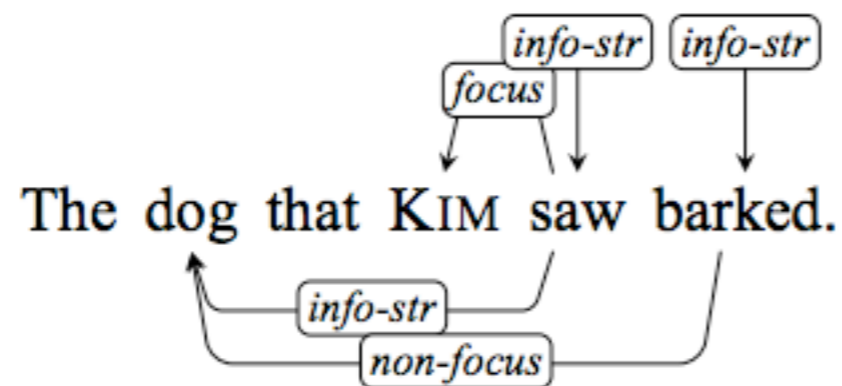 info-str info-str
focus
The dog that KIM saw barked.
info-str
non-focus